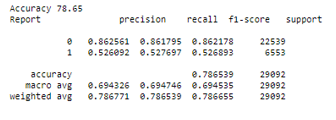 Accuracy 78.65
Report precision recall f1-score support
0 0.862561 0.861795 0.862178 22539
1 0.526092 0.527697 0.526893 6553
accuracy 0.786539 29092
macro avg 0.694326 0.694746 0.694535 29092
weighted avg 0.786771 0.786539 0.786655 29092